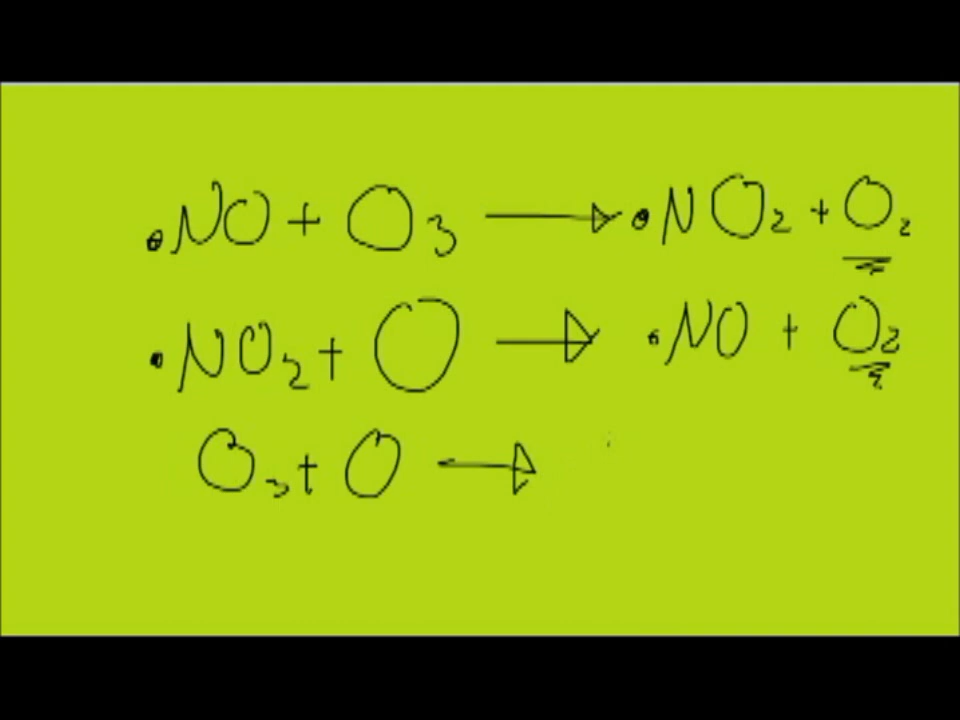 •NO + O₃ → •NO₂ + O₂
•NO₂ + O → •NO + O₂
O₃ + O →